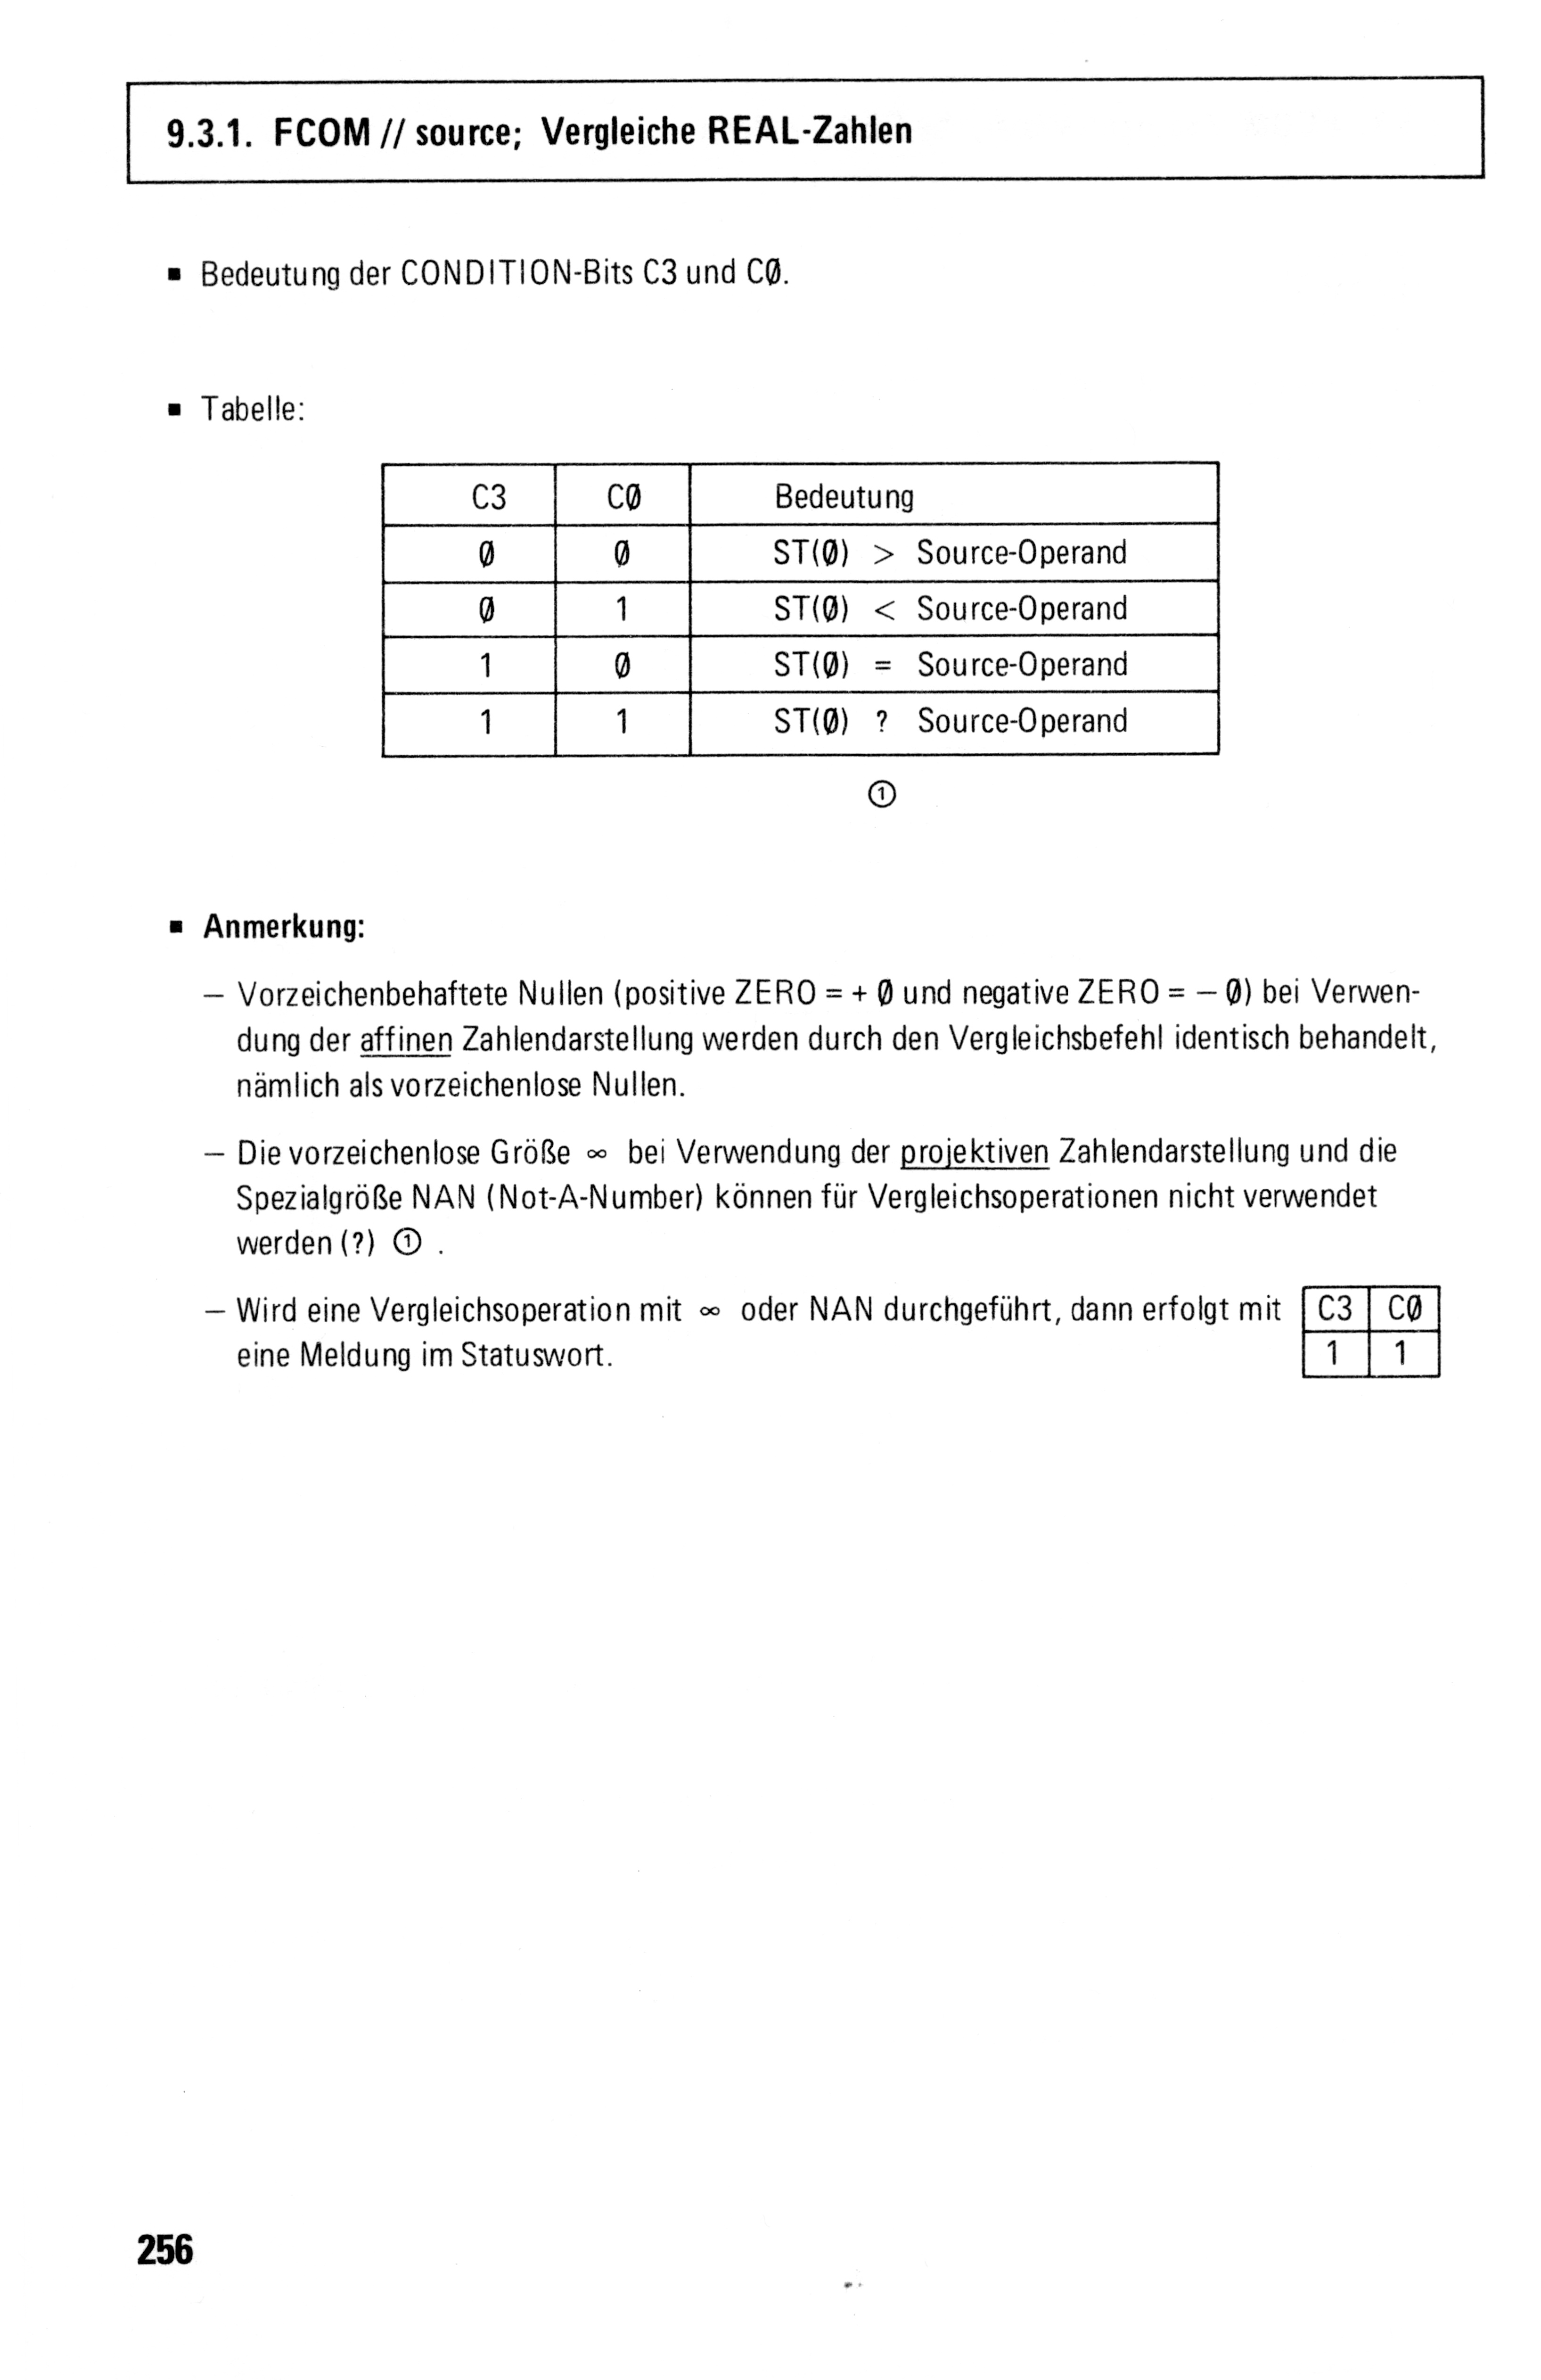 9.3.1. FCOM // source; Vergleiche REAL-Zahlen
▪ Bedeutung der CONDITION-Bits C3 und CØ.
▪ Tabelle:
C3 CØ Bedeutung
Ø Ø ST(Ø) > Source-Operand
Ø 1 ST(Ø) < Source-Operand
1 Ø ST(Ø) = Source-Operand
1 1 ST(Ø) ? Source-Operand
①
▪ Anmerkung:
– Vorzeichenbehaftete Nullen (positive ZERO = + Ø und negative ZERO = – Ø) bei Verwen-
dung der affinen Zahlendarstellung werden durch den Vergleichsbefehl identisch behandelt,
nämlich als vorzeichenlose Nullen.
– Die vorzeichenlose Größe ∞ bei Verwendung der projektiven Zahlendarstellung und die
Spezialgröße NAN (Not-A-Number) können für Vergleichsoperationen nicht verwendet
werden (?) ① .
– Wird eine Vergleichsoperation mit ∞ oder NAN durchgeführt, dann erfolgt mit C3 CØ
eine Meldung im Statuswort. 1 1
256